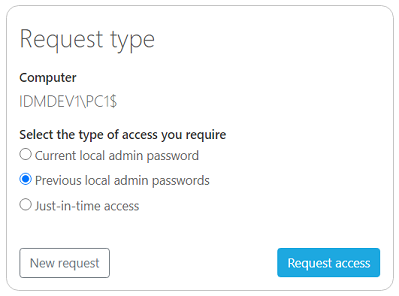 Request type
Computer
IDMDEV1\PC1$
Select the type of access you require
Current local admin password
Previous local admin passwords
Just-in-time access
New request
Request access